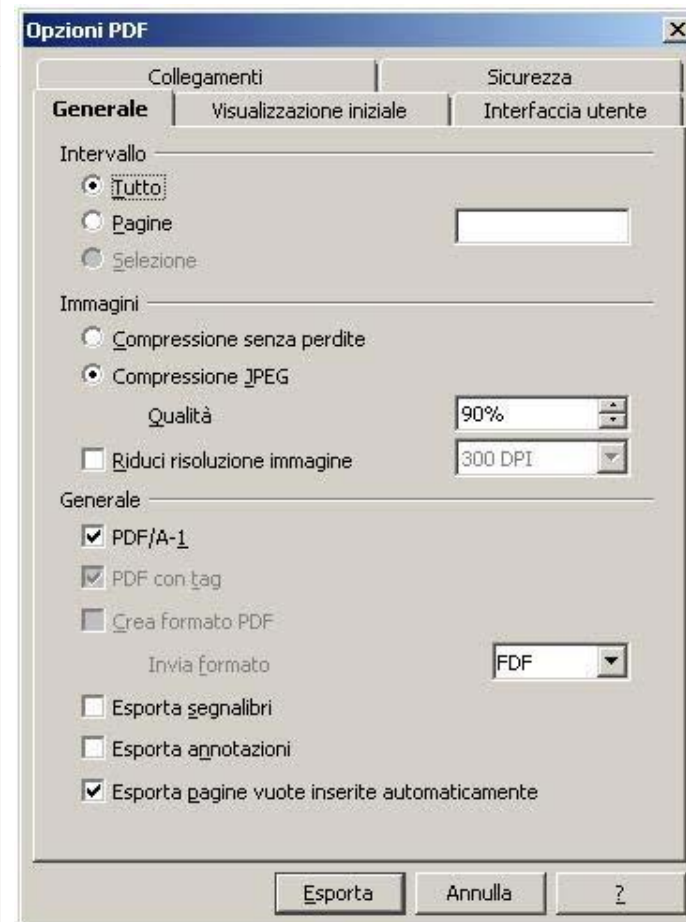 Opzioni PDF
Collegamenti Sicurezza
Generale Visualizzazione iniziale Interfaccia utente
Intervallo
Tutto
Pagine
Selezione
Immagini
Compressione senza perdite
Compressione JPEG
Qualità 90%
Riduci risoluzione immagine 300 DPI
Generale
PDF/A-1
PDF con tag
Crea formato PDF
Invia formato FDF
Esporta segnalibri
Esporta annotazioni
Esporta pagine vuote inserite automaticamente
Esporta Annulla ?